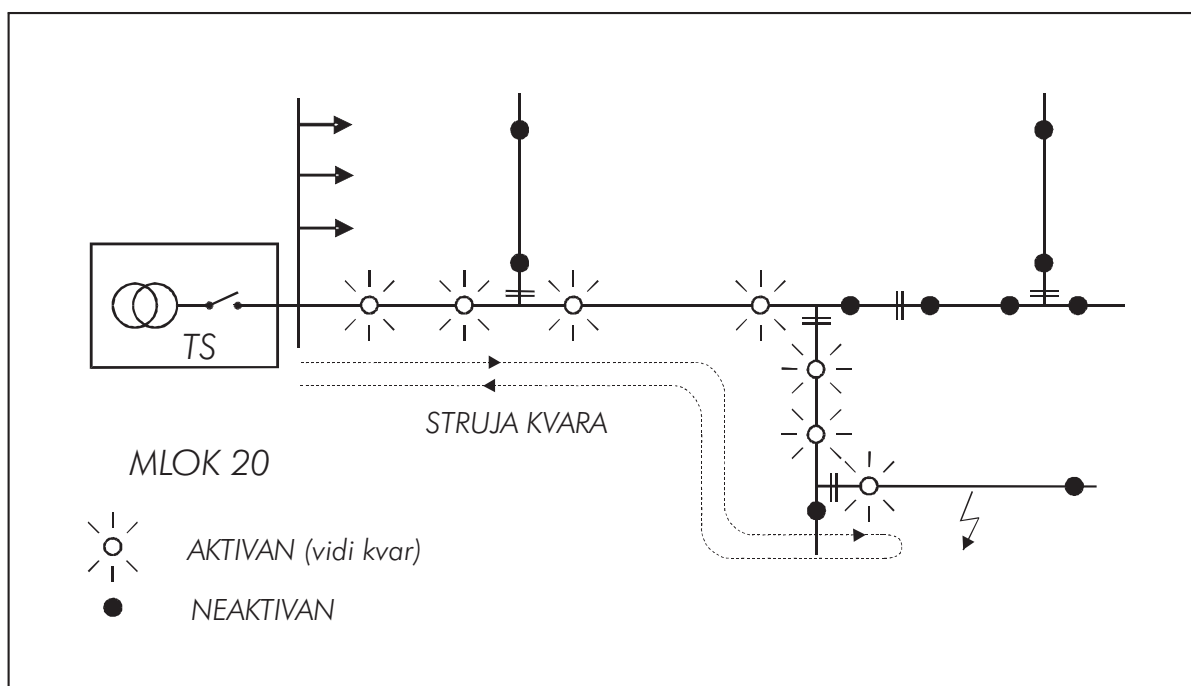 TS
STRUJA KVARA
MLOK 20
AKTIVAN (vidi kvar)
NEAKTIVAN